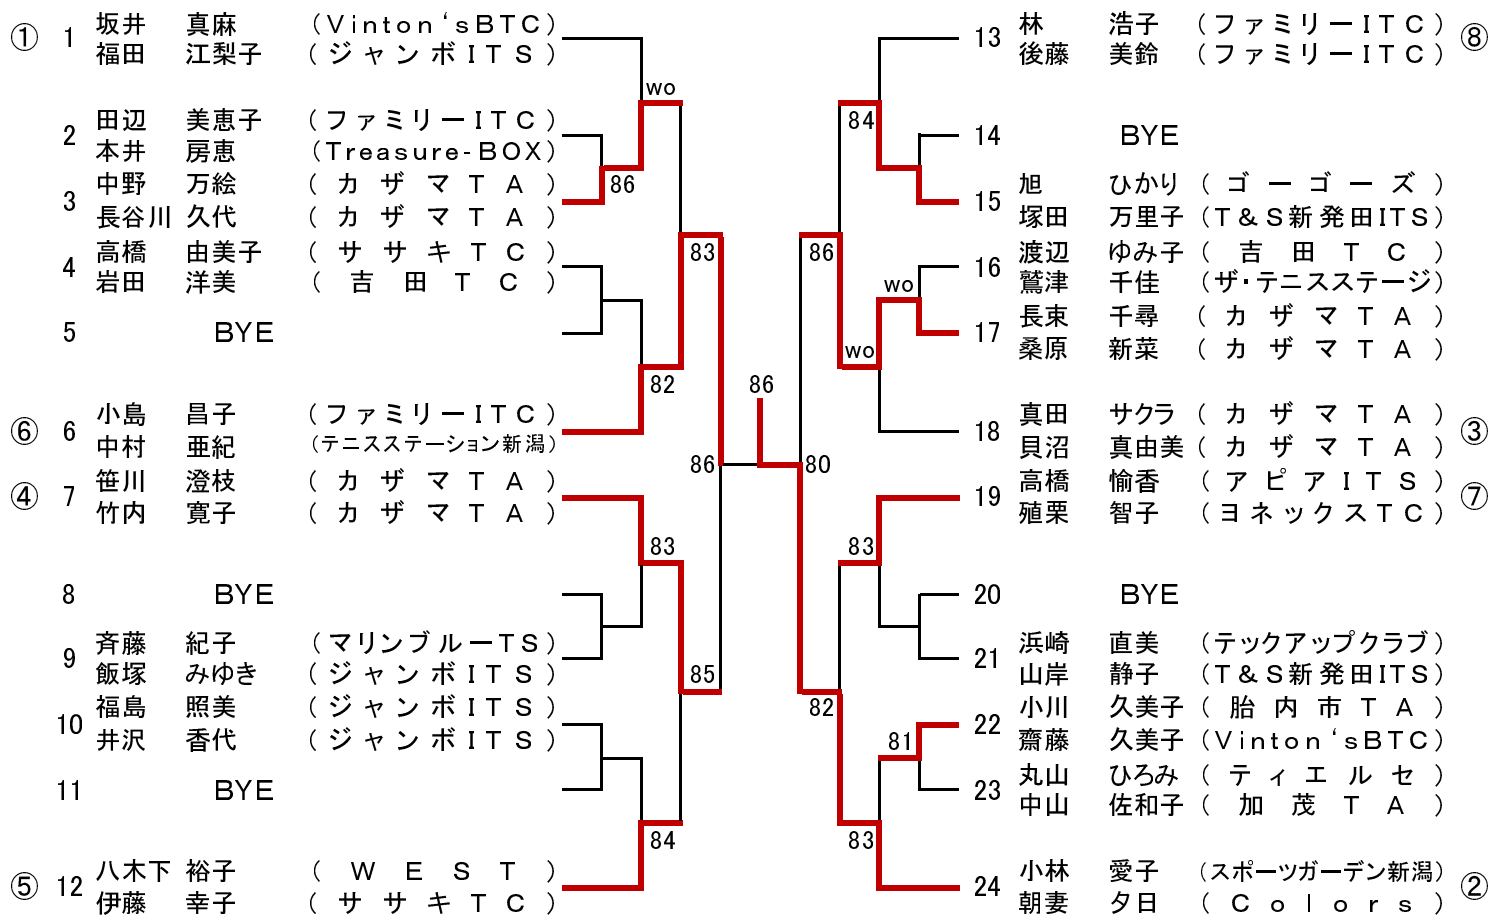 ① 1 坂井 真麻 (Vinton‘sBTC)
福田 江梨子 (ジャンボITS)
2 田辺 美恵子 (ファミリーITC)
本井 房恵 (Treasure-BOX)
3 中野 万絵 (カザマTA)
長谷川 久代 (カザマTA)
4 高橋 由美子 (ササキTC)
岩田 洋美 (吉田TC)
5 BYE
⑥ 6 小島 昌子 (ファミリーITC)
中村 亜紀 (テニスステーション新潟)
④ 7 笹川 澄枝 (カザマTA)
竹内 寛子 (カザマTA)
8 BYE
9 斉藤 紀子 (マリンブルーTS)
飯塚 みゆき (ジャンボITS)
10 福島 照美 (ジャンボITS)
井沢 香代 (ジャンボITS)
11 BYE
⑤ 12 八木下 裕子 (WEST)
伊藤 幸子 (ササキTC)
wo
86
83
82
86
83
85
84
86
80
84
86
wo
wo
83
82
81
83
13 林 浩子 (ファミリーITC) ⑧
後藤 美鈴 (ファミリーITC)
14 BYE
15 旭 ひかり (ゴーゴーズ)
塚田 万里子 (T&S新発田ITS)
16 渡辺 ゆみ子 (吉田TC)
鷲津 千佳 (ザ・テニスステージ)
17 長束 千尋 (カザマTA)
桑原 新菜 (カザマTA)
18 真田 サクラ (カザマTA) ③
貝沼 真由美 (カザマTA)
19 高橋 愉香 (アピアITS) ⑦
殖栗 智子 (ヨネックスTC)
20 BYE
21 浜崎 直美 (テックアップクラブ)
山岸 静子 (T&S新発田ITS)
22 小川 久美子 (胎内市TA)
齋藤 久美子 (Vinton‘sBTC)
23 丸山 ひろみ (ティエルセ)
中山 佐和子 (加茂TA)
24 小林 愛子 (スポーツガーデン新潟) ②
朝妻 夕日 (Colors)